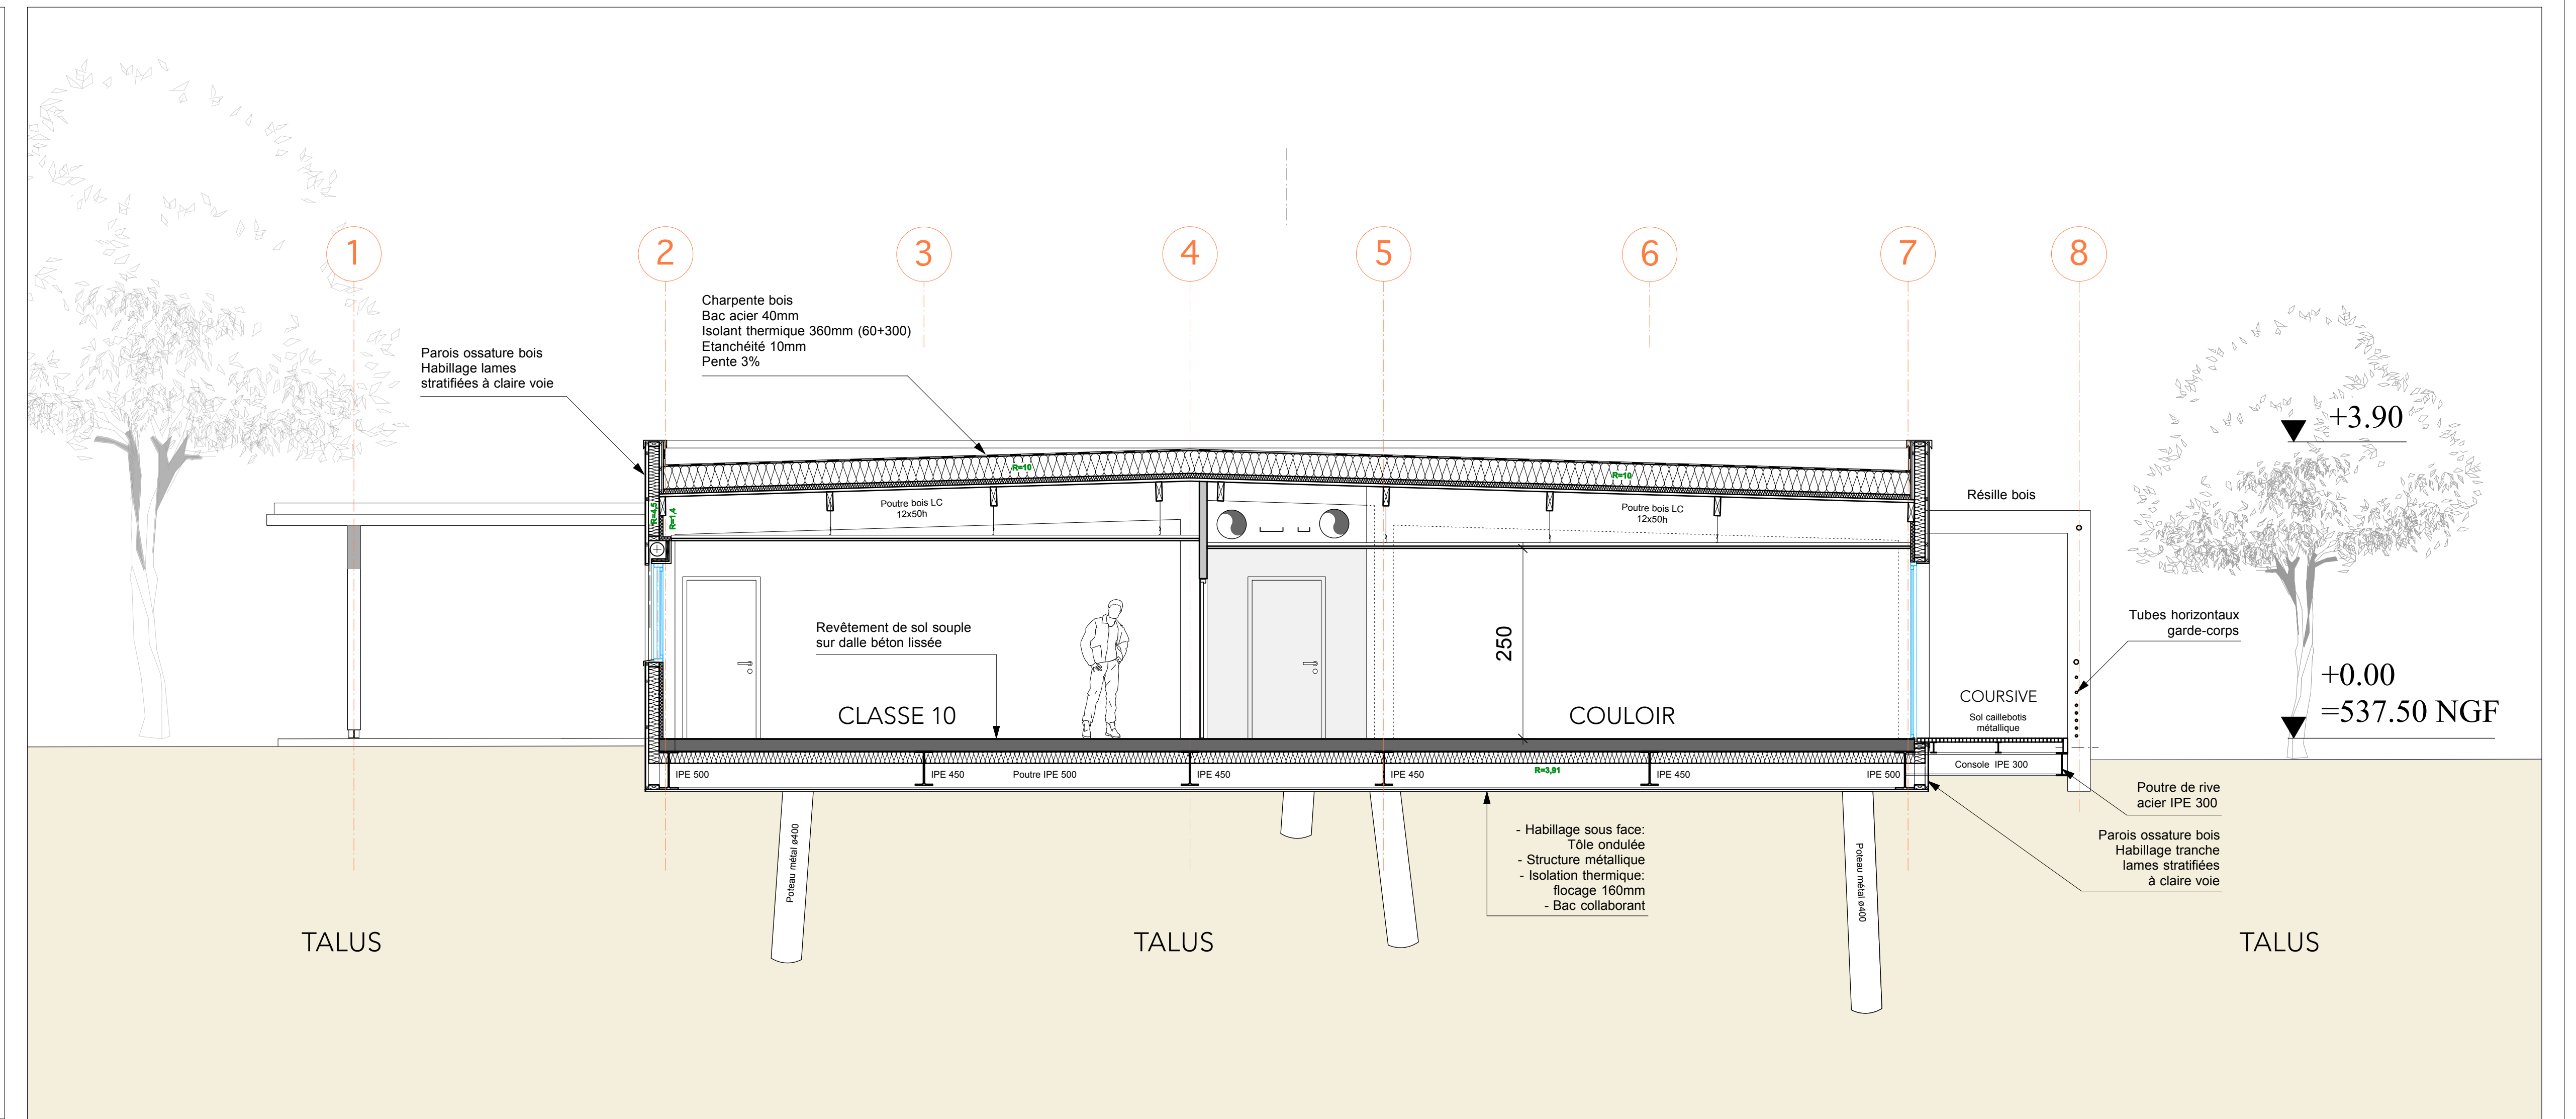 1
2
3
4
5
6
7
8
Charpente bois
Bac acier 40mm
Isolant thermique 360mm (60+300)
Etanchéité 10mm
Pente 3%
Parois ossature bois
Habillage lames
stratifiées à claire voie
+3.90
R=10
R=10
Résille bois
Poutre bois LC
12x50h
Poutre bois LC
12x50h
R=4,5
R=1,4
Tubes horizontaux
garde-corps
Revêtement de sol souple
sur dalle béton lissée
250
+0.00
=537.50 NGF
COURSIVE
Sol caillebotis
métallique
CLASSE 10
COULOIR
IPE 500
IPE 450
Poutre IPE 500
IPE 450
IPE 450
R=3,91
IPE 450
IPE 500
Console IPE 300
Poutre de rive
acier IPE 300
Poteau métal ø400
Poteau métal ø400
- Habillage sous face:
Tôle ondulée
- Structure métallique
- Isolation thermique:
flocage 160mm
- Bac collaborant
Parois ossature bois
Habillage tranche
lames stratifiées
à claire voie
TALUS
TALUS
TALUS